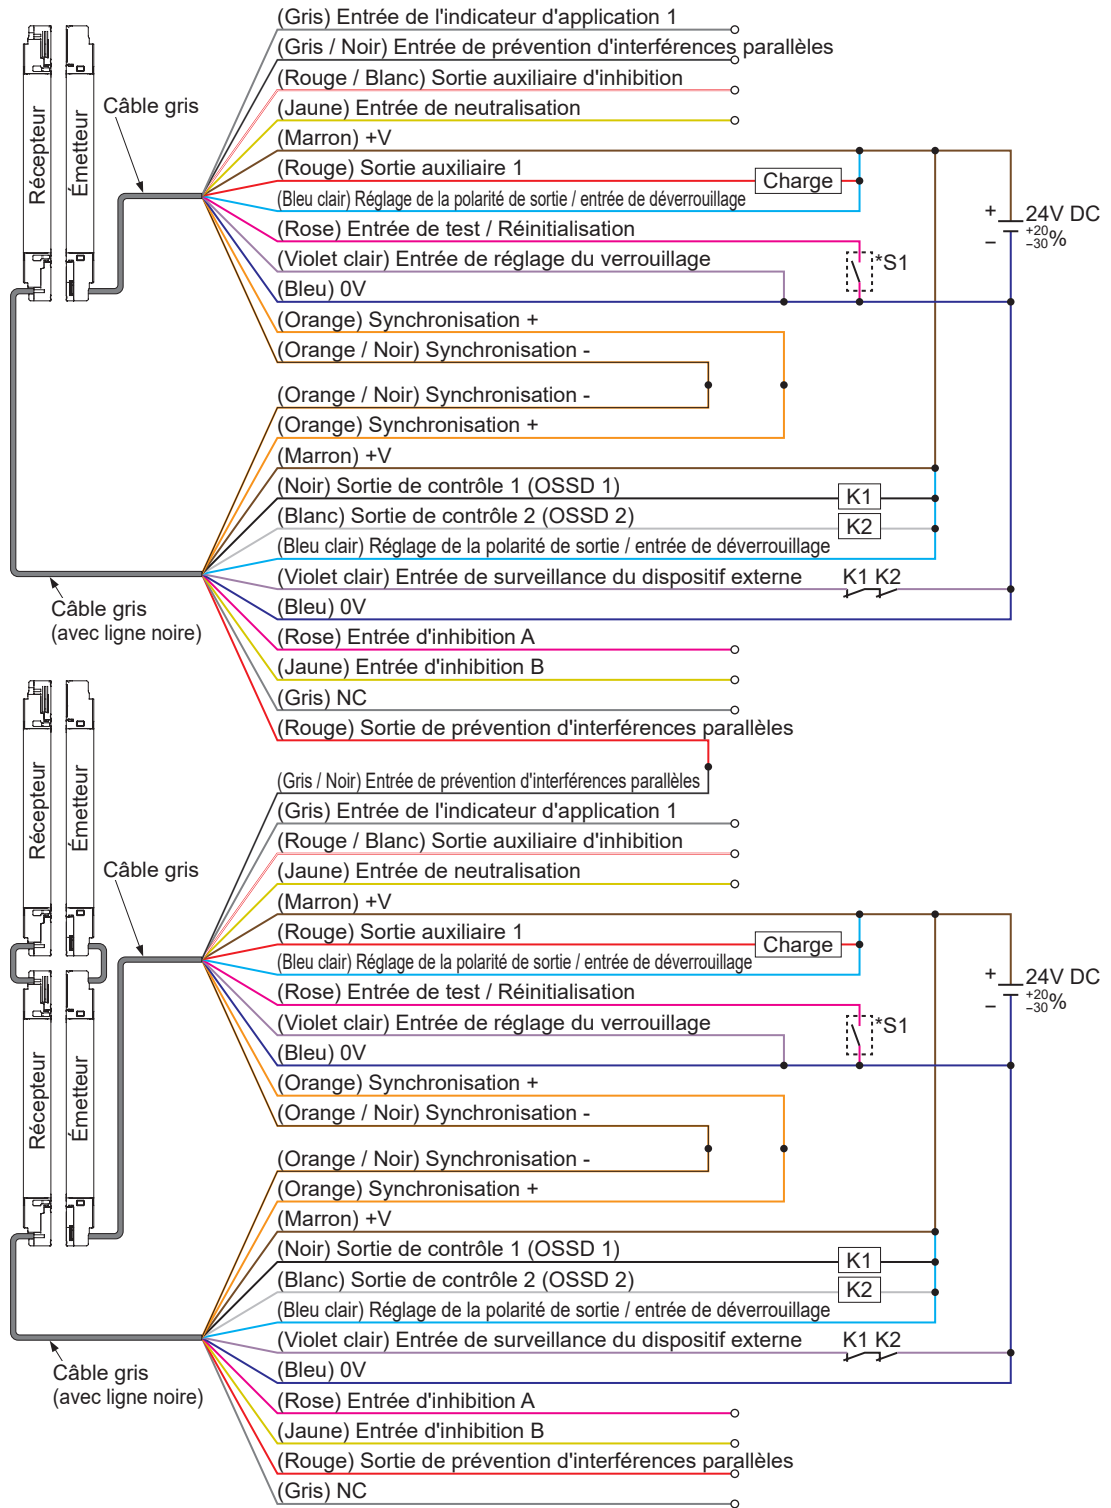 (Gris) Entrée de l'indicateur d'application 1
(Gris / Noir) Entrée de prévention d'interférences parallèles
(Rouge / Blanc) Sortie auxiliaire d'inhibition
(Jaune) Entrée de neutralisation
(Marron) +V
(Rouge) Sortie auxiliaire 1
Charge
(Bleu clair) Réglage de la polarité de sortie / entrée de déverrouillage
(Rose) Entrée de test / Réinitialisation
(Violet clair) Entrée de réglage du verrouillage
(Bleu) 0V
(Orange) Synchronisation +
(Orange / Noir) Synchronisation -
Récepteur
Émetteur
Câble gris
*S1
+
−
24V DC
+20
−30 %
(Orange / Noir) Synchronisation -
(Orange) Synchronisation +
(Marron) +V
(Noir) Sortie de contrôle 1 (OSSD 1)
K1
(Blanc) Sortie de contrôle 2 (OSSD 2)
K2
(Bleu clair) Réglage de la polarité de sortie / entrée de déverrouillage
(Violet clair) Entrée de surveillance du dispositif externe
K1 K2
(Bleu) 0V
(Rose) Entrée d'inhibition A
(Jaune) Entrée d'inhibition B
(Gris) NC
(Rouge) Sortie de prévention d'interférences parallèles
Câble gris
(avec ligne noire)
(Gris / Noir) Entrée de prévention d'interférences parallèles
(Gris) Entrée de l'indicateur d'application 1
(Rouge / Blanc) Sortie auxiliaire d'inhibition
(Jaune) Entrée de neutralisation
(Marron) +V
(Rouge) Sortie auxiliaire 1
Charge
(Bleu clair) Réglage de la polarité de sortie / entrée de déverrouillage
(Rose) Entrée de test / Réinitialisation
(Violet clair) Entrée de réglage du verrouillage
(Bleu) 0V
(Orange) Synchronisation +
(Orange / Noir) Synchronisation -
Récepteur
Émetteur
Câble gris
Récepteur
Émetteur
*S1
+
−
24V DC
+20
−30 %
(Orange / Noir) Synchronisation -
(Orange) Synchronisation +
(Marron) +V
(Noir) Sortie de contrôle 1 (OSSD 1)
K1
(Blanc) Sortie de contrôle 2 (OSSD 2)
K2
(Bleu clair) Réglage de la polarité de sortie / entrée de déverrouillage
(Violet clair) Entrée de surveillance du dispositif externe
K1 K2
(Bleu) 0V
(Rose) Entrée d'inhibition A
(Jaune) Entrée d'inhibition B
(Rouge) Sortie de prévention d'interférences parallèles
(Gris) NC
Câble gris
(avec ligne noire)